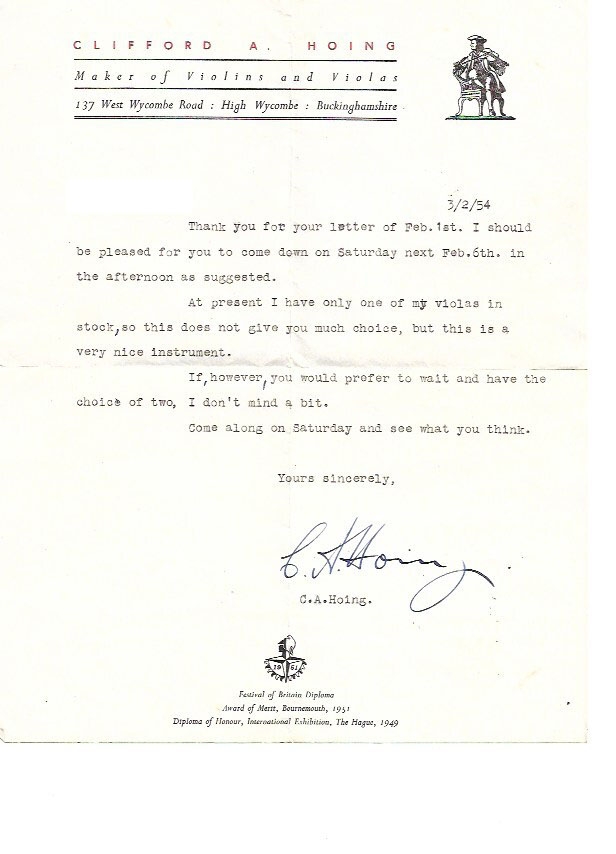 CLIFFORD A. HOING
Maker of Violins and Violas
137 West Wycombe Road : High Wycombe : Buckinghamshire
3/2/54
Thank you for your letter of Feb.1st. I should
be pleased for you to come down on Saturday next Feb.6th. in
the afternoon as suggested.
At present I have only one of my violas in
stock,so this does not give you much choice, but this is a
very nice instrument.
If,however,you would prefer to wait and have the
choice of two, I don't mind a bit.
Come along on Saturday and see what you think.
Yours sincerely,
C. A. Hoing
C.A.Hoing.
1951
Festival of Britain Diploma
Award of Merit, Bournemouth, 1951
Diploma of Honour, International Exhibition, The Hague, 1949